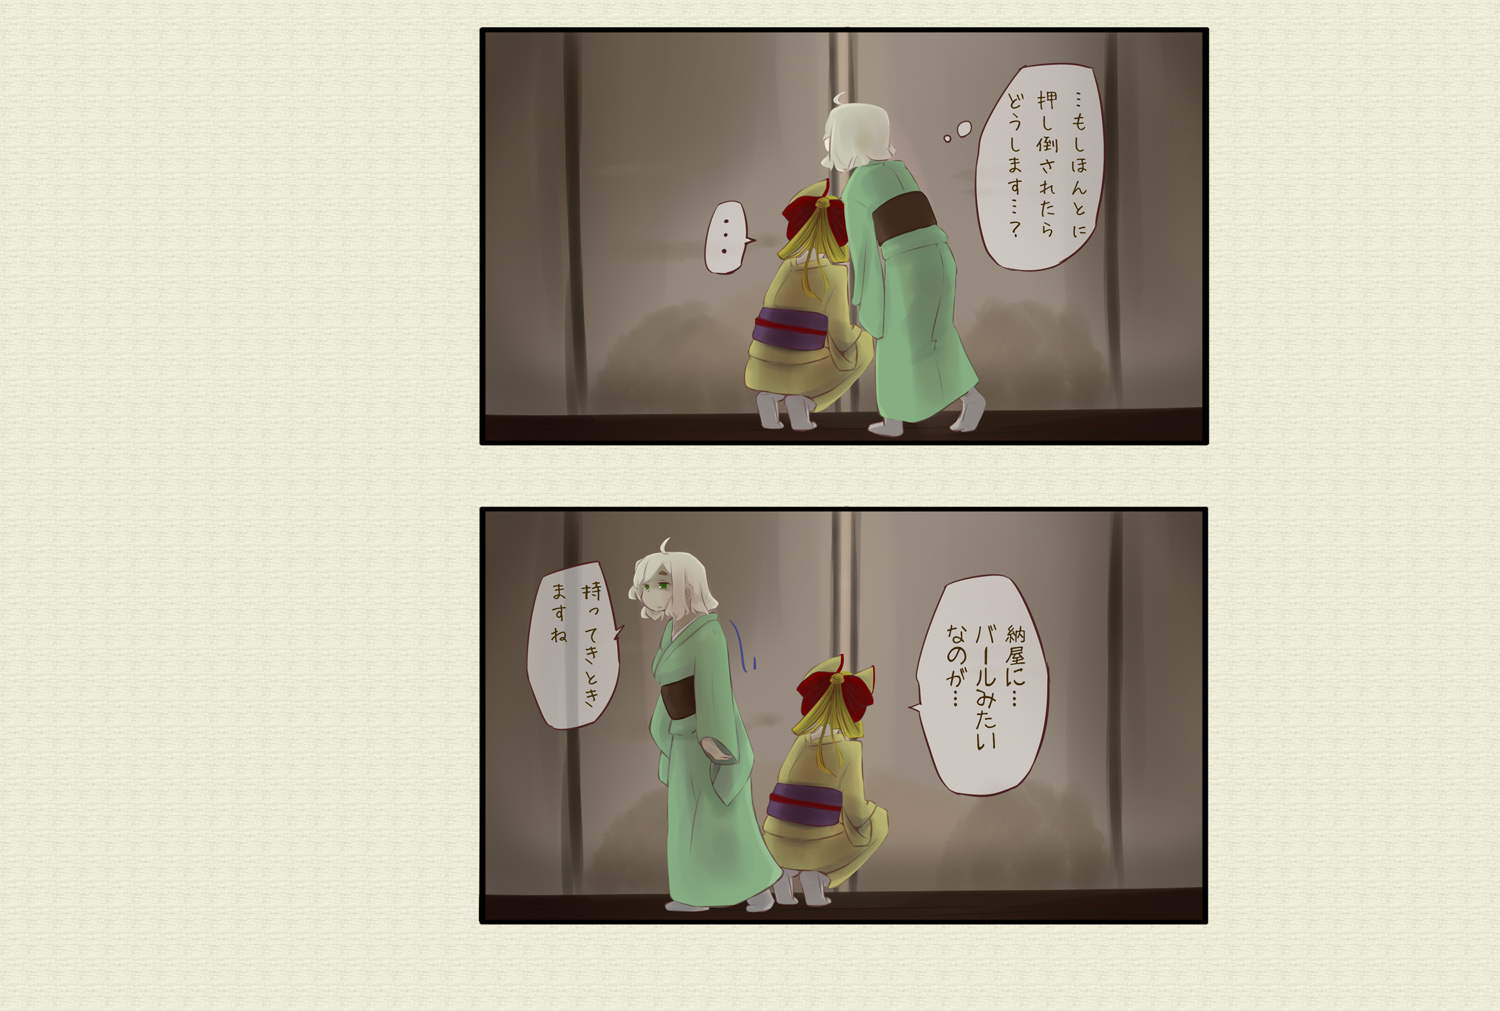 …もしほんとに
押し倒されたら
どうします…?
…
納屋に…
バールみたい
なのが…
持ってきとき
ますね